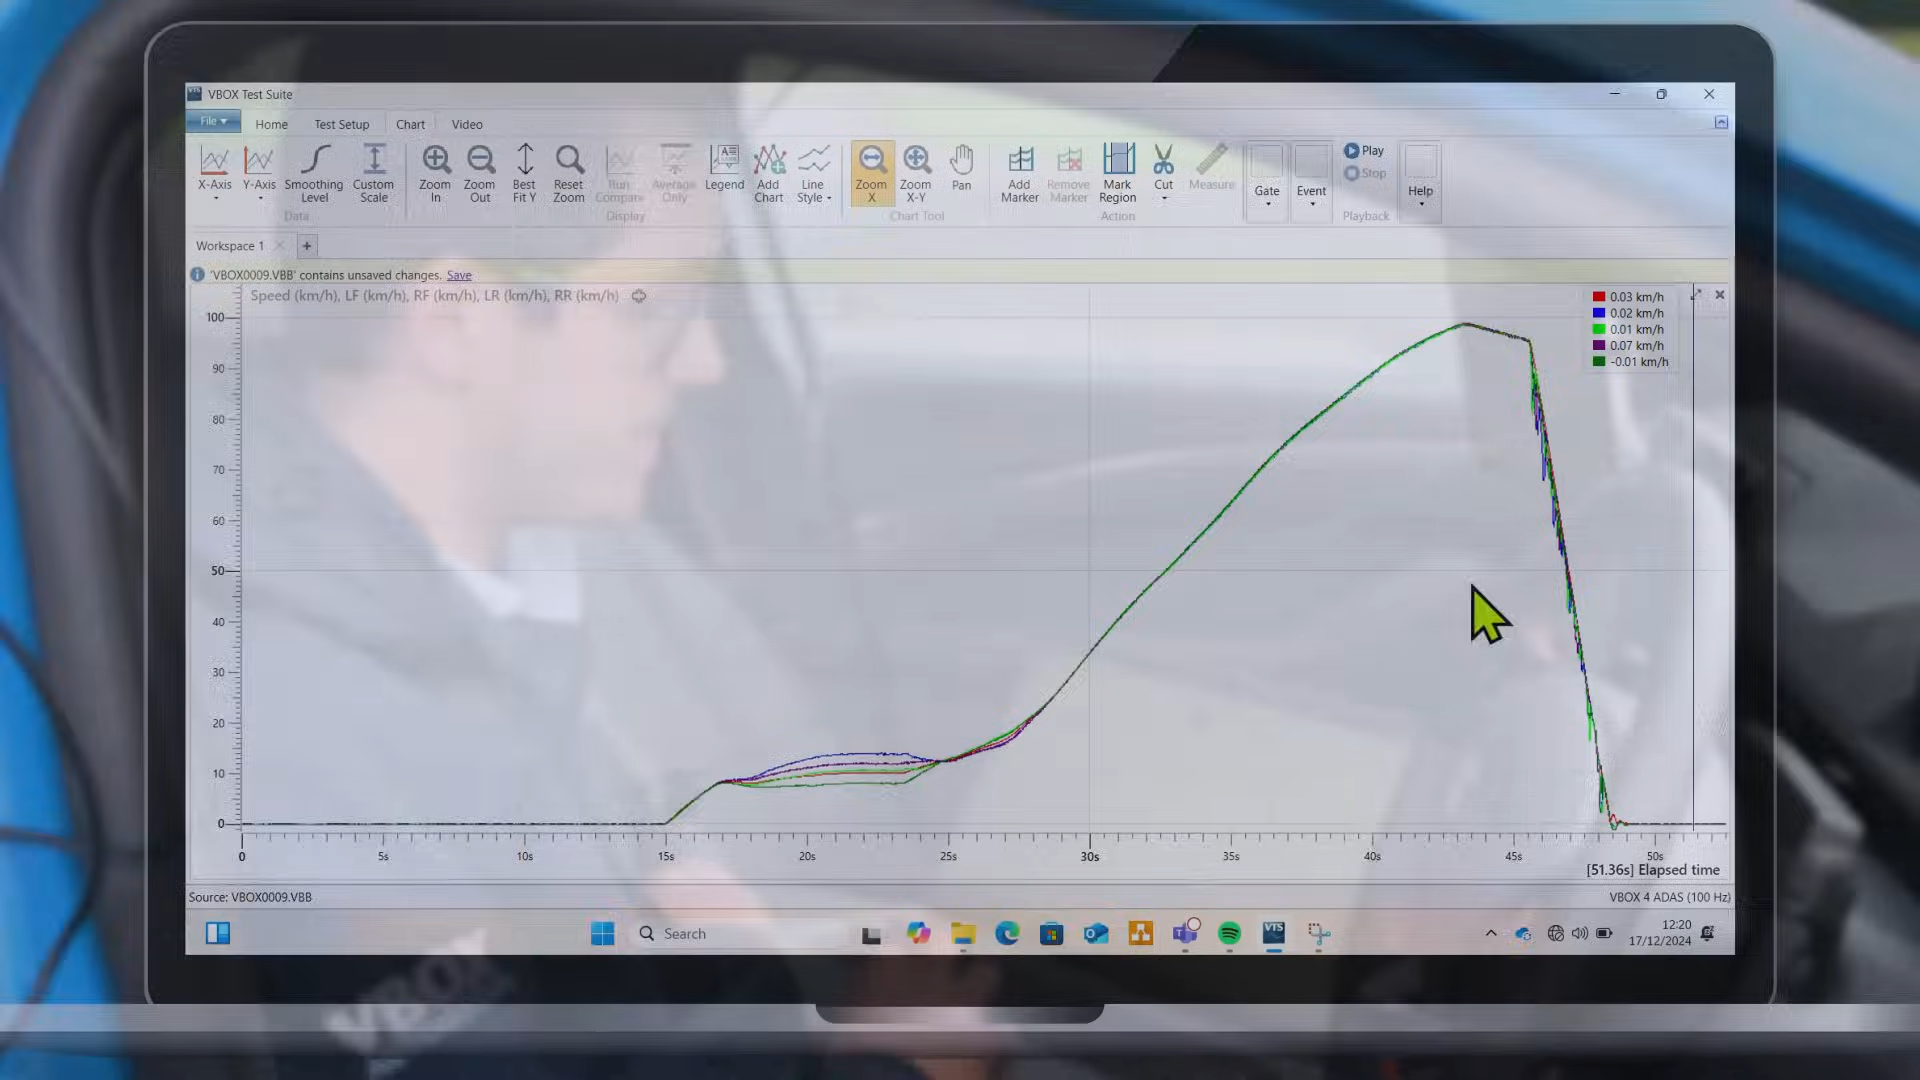 VTS VBOX Test Suite
File Home Test Setup Chart Video
X-Axis Y-Axis Smoothing Level Custom Scale Zoom In Zoom Out Best Fit Y Reset Zoom Run Compare Average Only Legend Add Chart Line Style Zoom X Zoom X-Y Pan Add Marker Remove Marker Mark Region Cut Measure Gate Event Play Stop Help
Data Display Chart Tool Action Playback
Workspace 1
'VBOX0009.VBB' contains unsaved changes. Save
Speed (km/h), LF (km/h), RF (km/h), LR (km/h), RR (km/h)
0.03 km/h
0.02 km/h
0.01 km/h
0.07 km/h
-0.01 km/h
100
90
80
70
60
50
40
30
20
10
0
0 5s 10s 15s 20s 25s 30s 35s 40s 45s 50s
[51.36s] Elapsed time
Source: VBOX0009.VBB VBOX 4 ADAS (100 Hz)
Search VTS 12:20
17/12/2024
VBOX